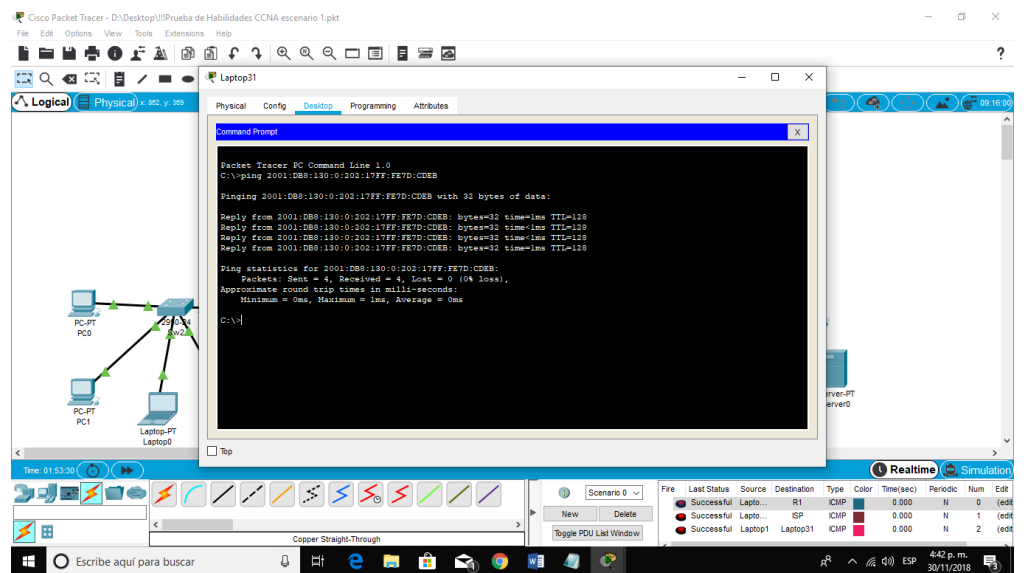 Cisco Packet Tracer - D:\Desktop\!!!Prueba de Habilidades CCNA escenario 1.pkt
File Edit Options View Tools Extensions Help
?
Laptop31
Logical Physical x: 862, y: 369
09:16:00
Physical Config Desktop Programming Attributes
Command Prompt X
Packet Tracer PC Command Line 1.0
C:\>ping 2001:DB8:130:0:202:17FF:FE7D:CDEB
Pinging 2001:DB8:130:0:202:17FF:FE7D:CDEB with 32 bytes of data:
Reply from 2001:DB8:130:0:202:17FF:FE7D:CDEB: bytes=32 time=1ms TTL=128
Reply from 2001:DB8:130:0:202:17FF:FE7D:CDEB: bytes=32 time<1ms TTL=128
Reply from 2001:DB8:130:0:202:17FF:FE7D:CDEB: bytes=32 time<1ms TTL=128
Reply from 2001:DB8:130:0:202:17FF:FE7D:CDEB: bytes=32 time=1ms TTL=128
Ping statistics for 2001:DB8:130:0:202:17FF:FE7D:CDEB:
Packets: Sent = 4, Received = 4, Lost = 0 (0% loss),
Approximate round trip times in milli-seconds:
Minimum = 0ms, Maximum = 1ms, Average = 0ms
C:\>
PC-PT
PC0
2950-24
Sw2
PC-PT
PC1
Laptop-PT
Laptop0
erver-PT
erver0
Top
Time: 01:53:30
Realtime Simulation
Scenario 0
New Delete
Toggle PDU List Window
Fire Last Status Source Destination Type Color Time(sec) Periodic Num Edit
Successful Lapto... R1 ICMP 0.000 N 0 (edit
Successful Lapto... ISP ICMP 0.000 N 1 (edit
Successful Laptop1 Laptop31 ICMP 0.000 N 2 (edit
Copper Straight-Through
Escribe aquí para buscar
ESP
4:42 p. m.
30/11/2018
3